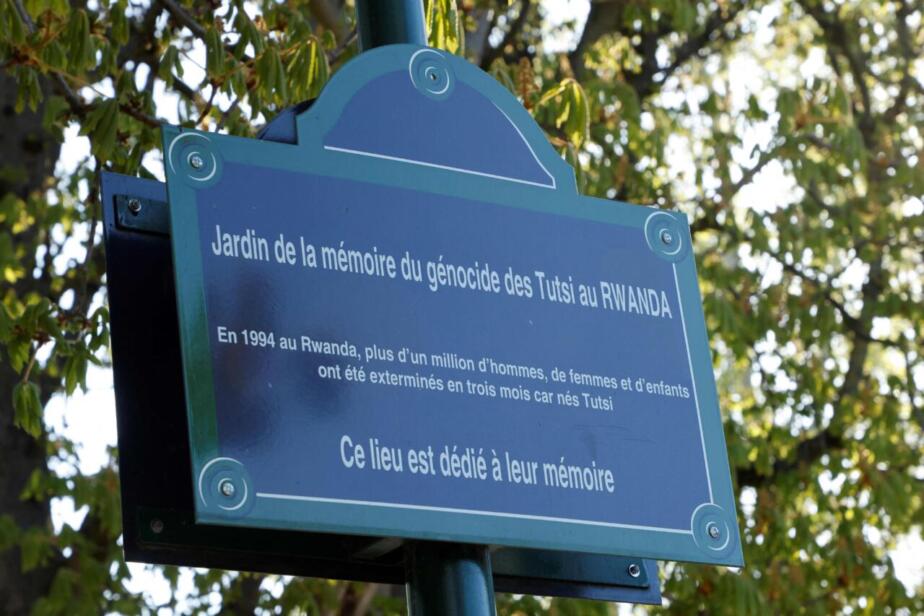 Jardin de la mémoire du génocide des Tutsi au RWANDA
En 1994 au Rwanda, plus d'un million d'hommes, de femmes et d'enfants
ont été exterminés en trois mois car nés Tutsi
Ce lieu est dédié à leur mémoire